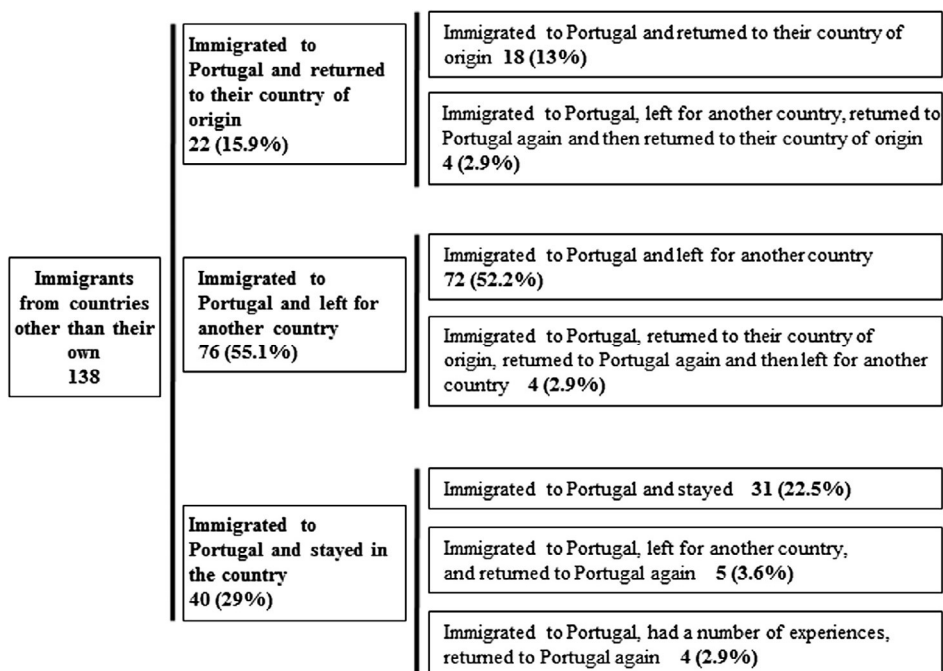 Immigrants
from countries
other than their
own
138
Immigrated to
Portugal and returned
to their country of
origin
22 (15.9%)
Immigrated to Portugal and returned to their country of
origin 18 (13%)
Immigrated to Portugal, left for another country, returned to
Portugal again and then returned to their country of origin
4 (2.9%)
Immigrated to
Portugal and left for
another country
76 (55.1%)
Immigrated to Portugal and left for another country
72 (52.2%)
Immigrated to Portugal, returned to their country of
origin, returned to Portugal again and then left for another
country 4 (2.9%)
Immigrated to
Portugal and stayed in
the country
40 (29%)
Immigrated to Portugal and stayed 31 (22.5%)
Immigrated to Portugal, left for another country,
and returned to Portugal again 5 (3.6%)
Immigrated to Portugal, had a number of experiences,
returned to Portugal again 4 (2.9%)